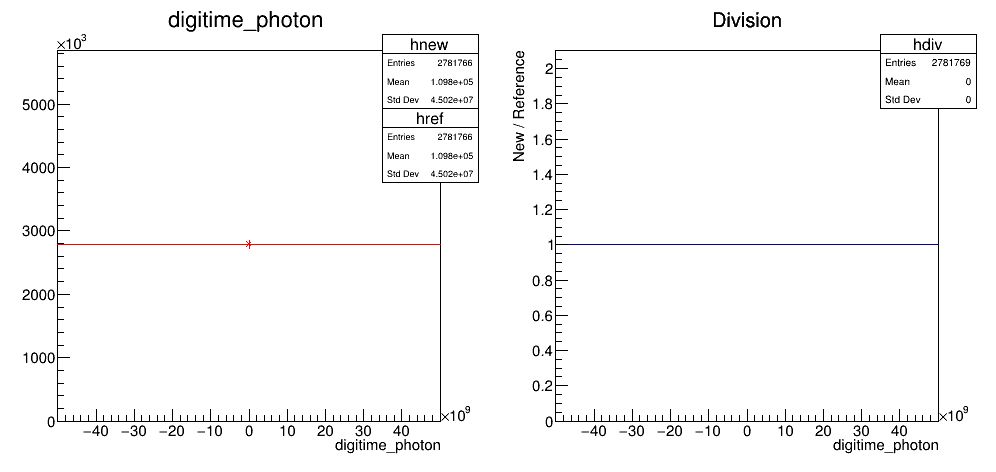 digitime_photon
×10³
hnew
Entries 2781766
Mean 1.098e+05
Std Dev 4.502e+07
href
Entries 2781766
Mean 1.098e+05
Std Dev 4.502e+07
5000
4000
3000
2000
1000
0
−40 −30 −20 −10 0 10 20 30 40
×10⁹
digitime_photon
Division
hdiv
Entries 2781769
Mean 0
Std Dev 0
New / Reference
2
1.8
1.6
1.4
1.2
1
0.8
0.6
0.4
0.2
0
−40 −30 −20 −10 0 10 20 30 40
×10⁹
digitime_photon